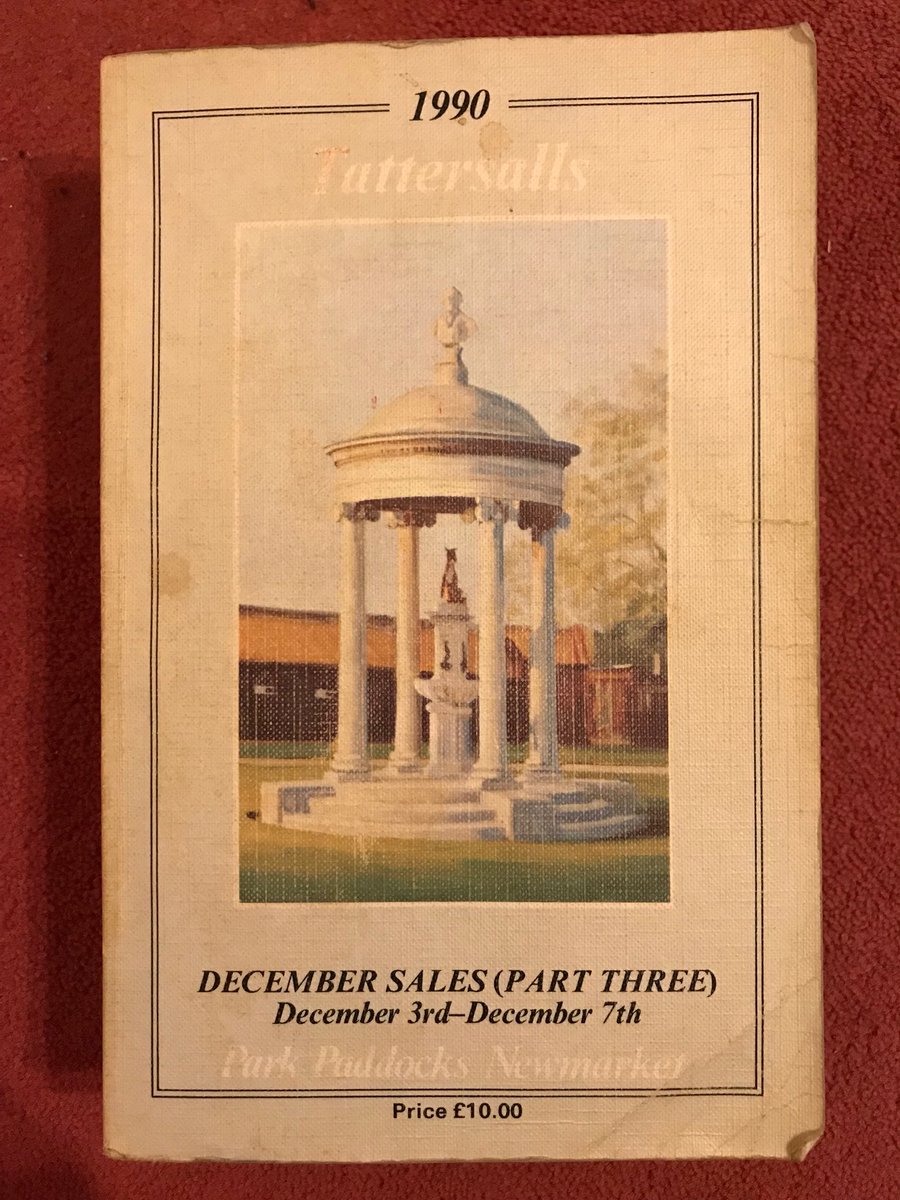 1990
Tattersalls
DECEMBER SALES (PART THREE)
December 3rd–December 7th
Park Paddocks Newmarket
Price £10.00